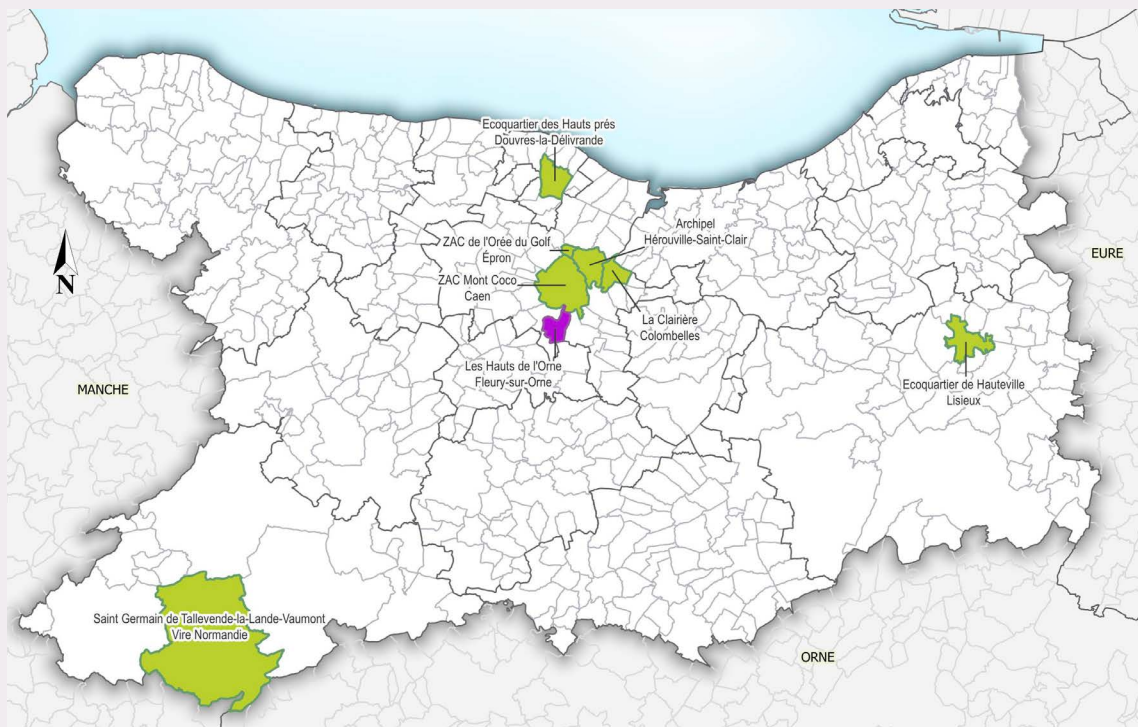 Ecoquartier des Hauts prés
Douvres-la-Délivrande
Archipel
Hérouville-Saint-Clair
ZAC de l'Orée du Golf
Épron
EURE
ZAC Mont Coco
Caen
N
La Clairière
Colombelles
Les Hauts de l'Orne
Fleury-sur-Orne
MANCHE
Ecoquartier de Hauteville
Lisieux
Saint Germain de Tallevende-la-Lande-Vaumont
Vire Normandie
ORNE